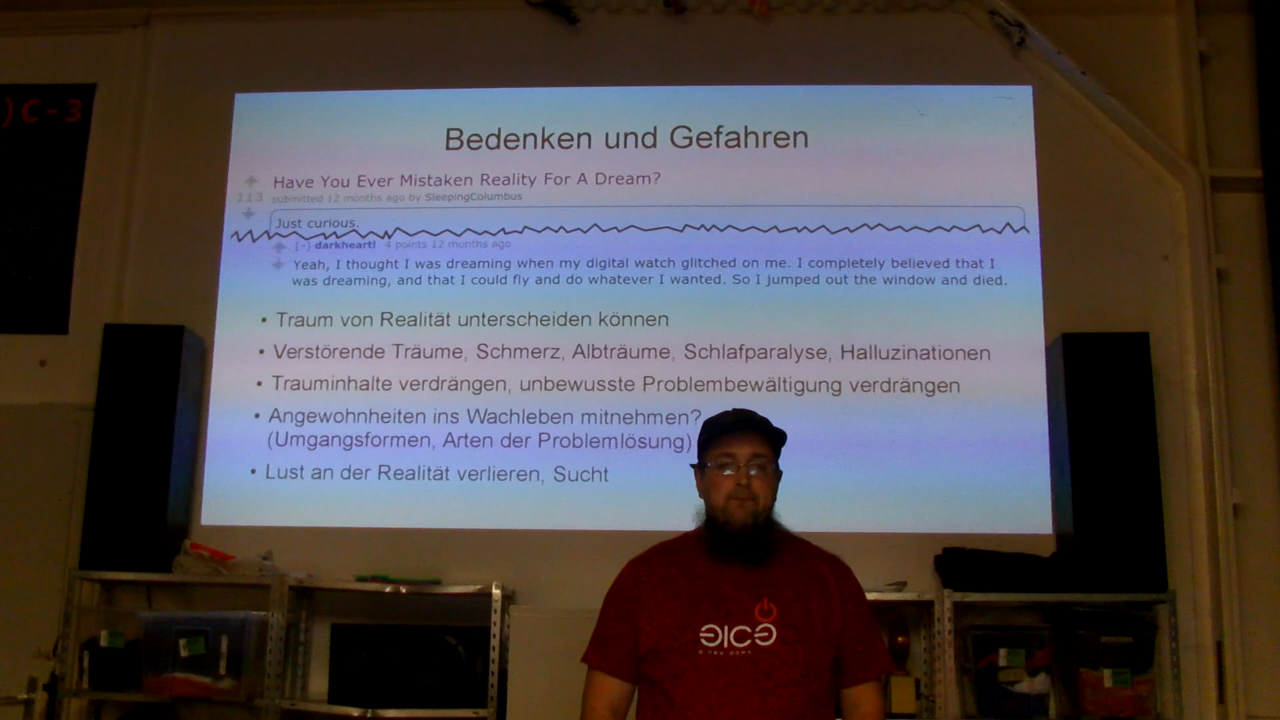 )C-3
Bedenken und Gefahren
Have You Ever Mistaken Reality For A Dream?
113
submitted 12 months ago by SleepingColumbus
Just curious.
[-] darkhearti 4 points 12 months ago
Yeah, I thought I was dreaming when my digital watch glitched on me. I completely believed that I
was dreaming, and that I could fly and do whatever I wanted. So I jumped out the window and died.
• Traum von Realität unterscheiden können
• Verstörende Träume, Schmerz, Albträume, Schlafparalyse, Halluzinationen
• Trauminhalte verdrängen, unbewusste Problembewältigung verdrängen
• Angewohnheiten ins Wachleben mitnehmen?
(Umgangsformen, Arten der Problemlösung)
• Lust an der Realität verlieren, Sucht